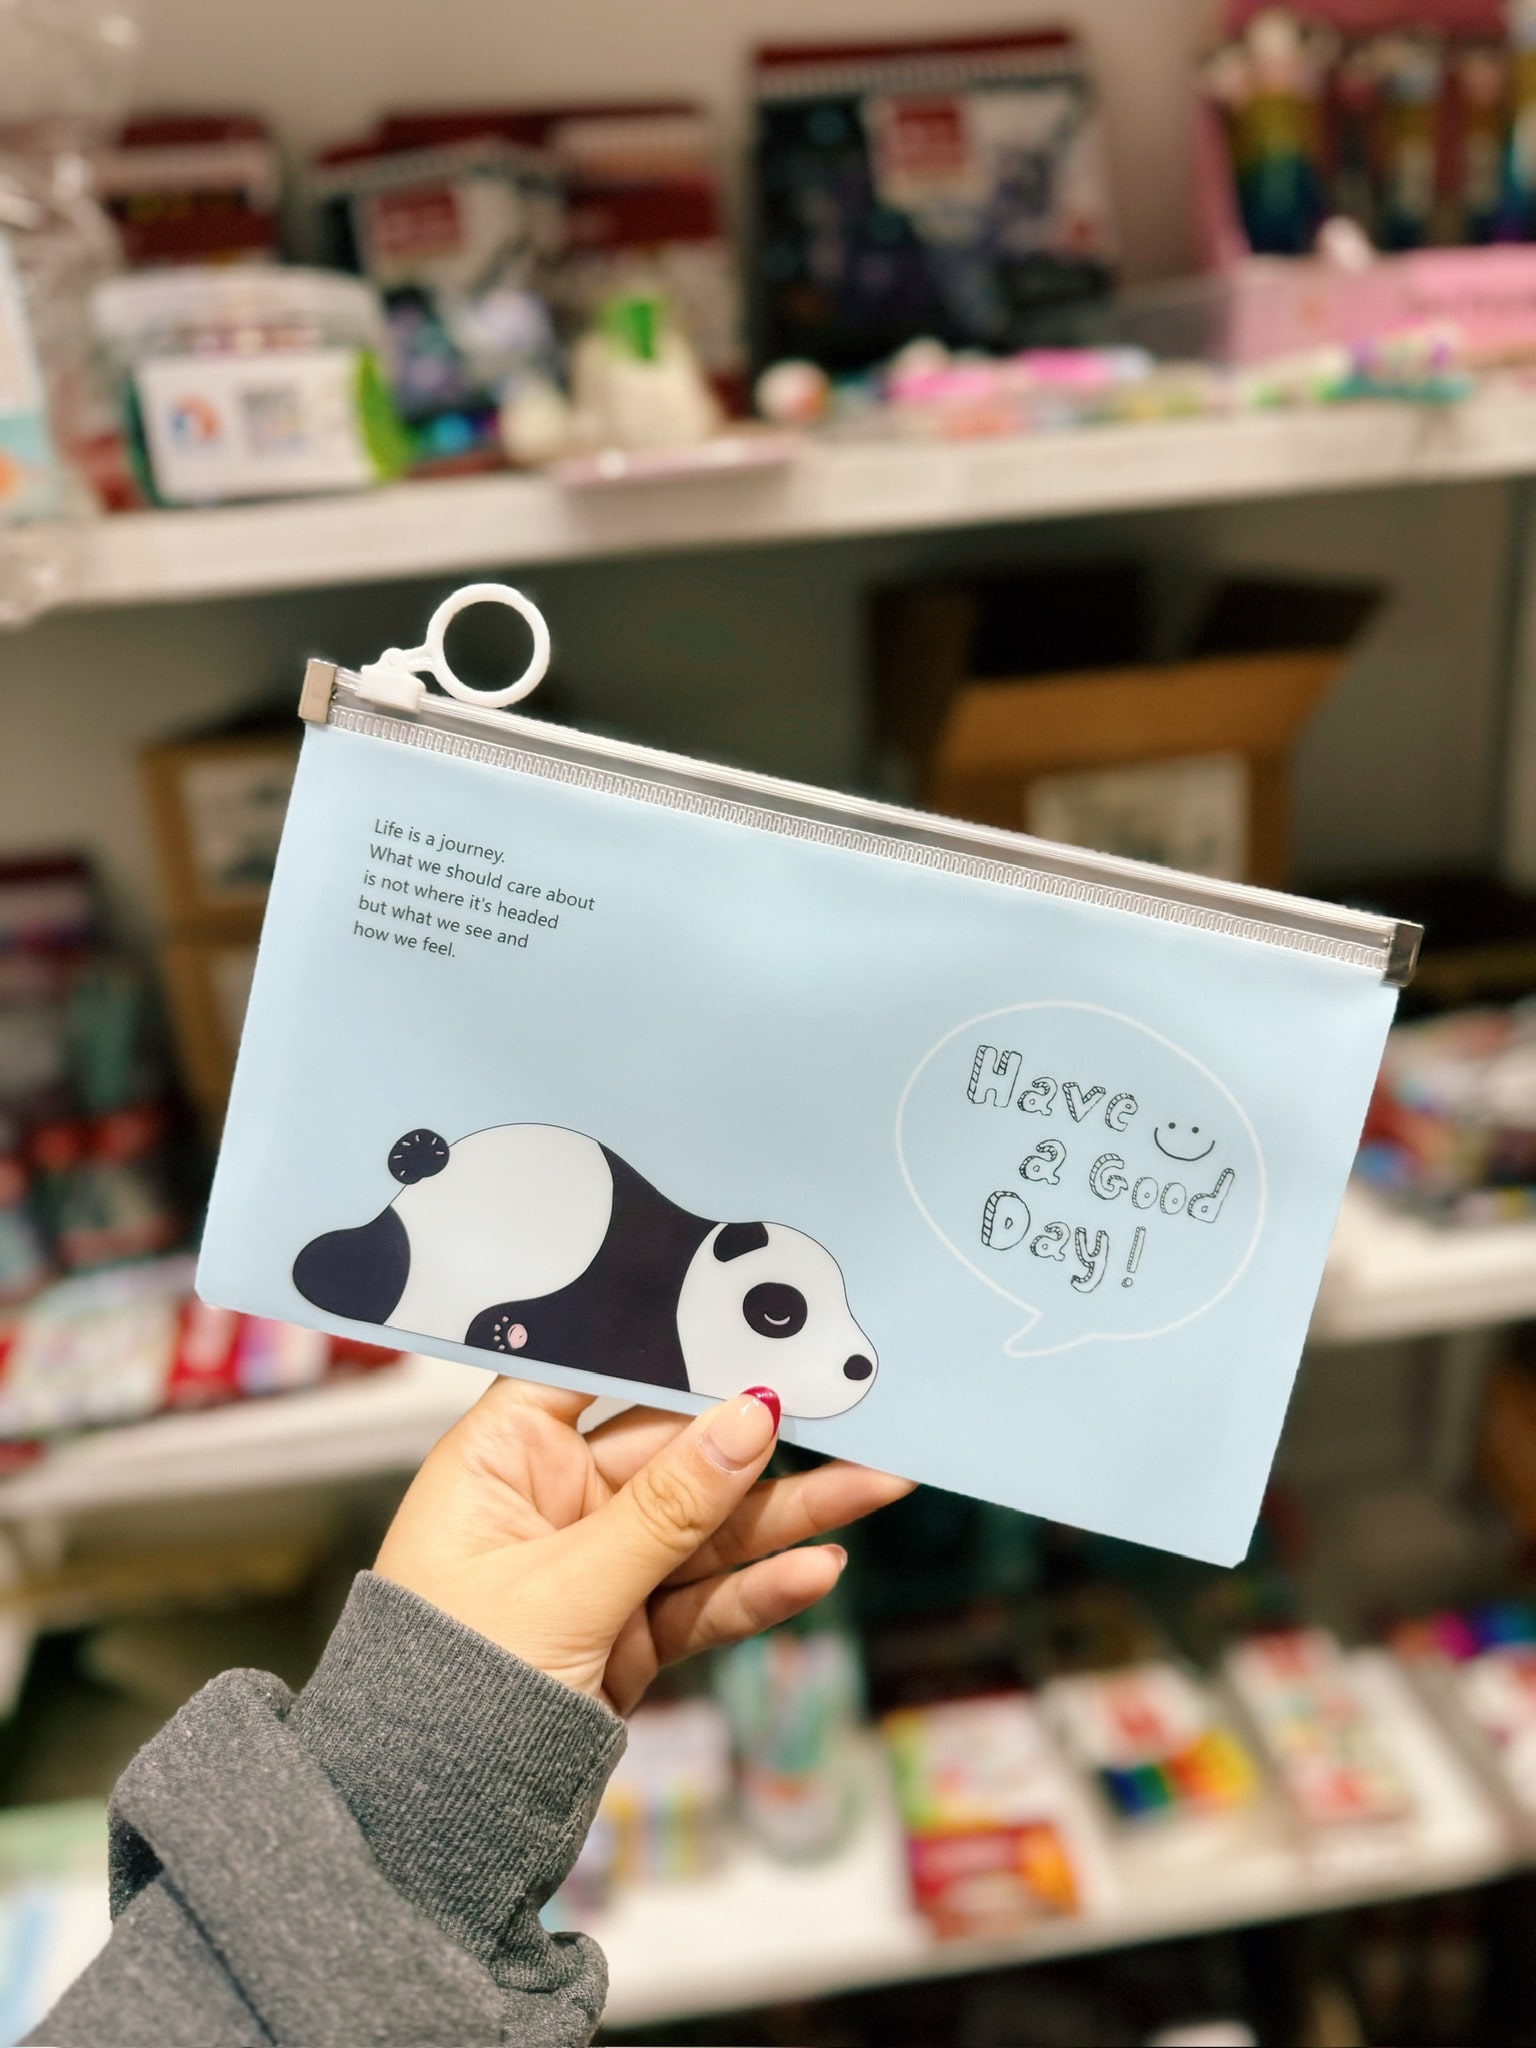 Life is a journey.
What we should care about
is not where it's headed
but what we see and
how we feel.
Have
a Good
Day!